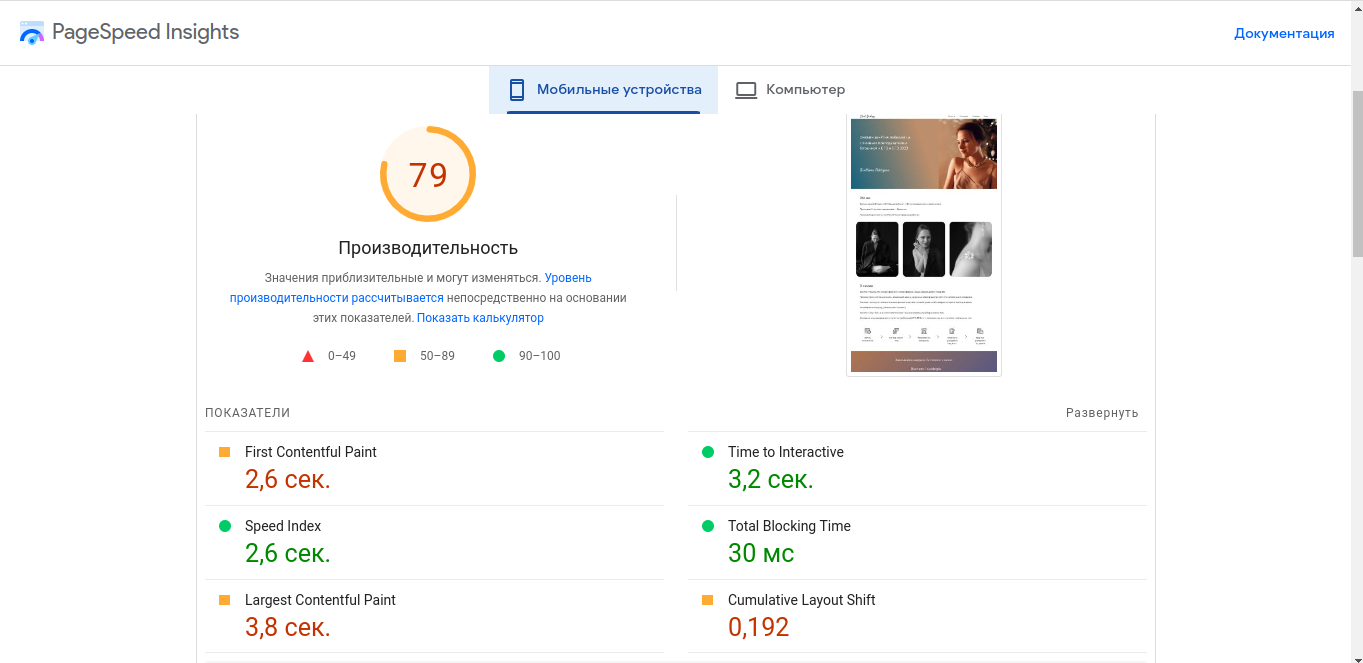 PageSpeed Insights
Документация
Мобильные устройства
Компьютер
79
Производительность
Значения приблизительные и могут изменяться. Уровень
производительности рассчитывается непосредственно на основании
этих показателей. Показать калькулятор
0–49
50–89
90–100
ПОКАЗАТЕЛИ
Развернуть
First Contentful Paint
2,6 сек.
Time to Interactive
3,2 сек.
Speed Index
2,6 сек.
Total Blocking Time
30 мс
Largest Contentful Paint
3,8 сек.
Cumulative Layout Shift
0,192